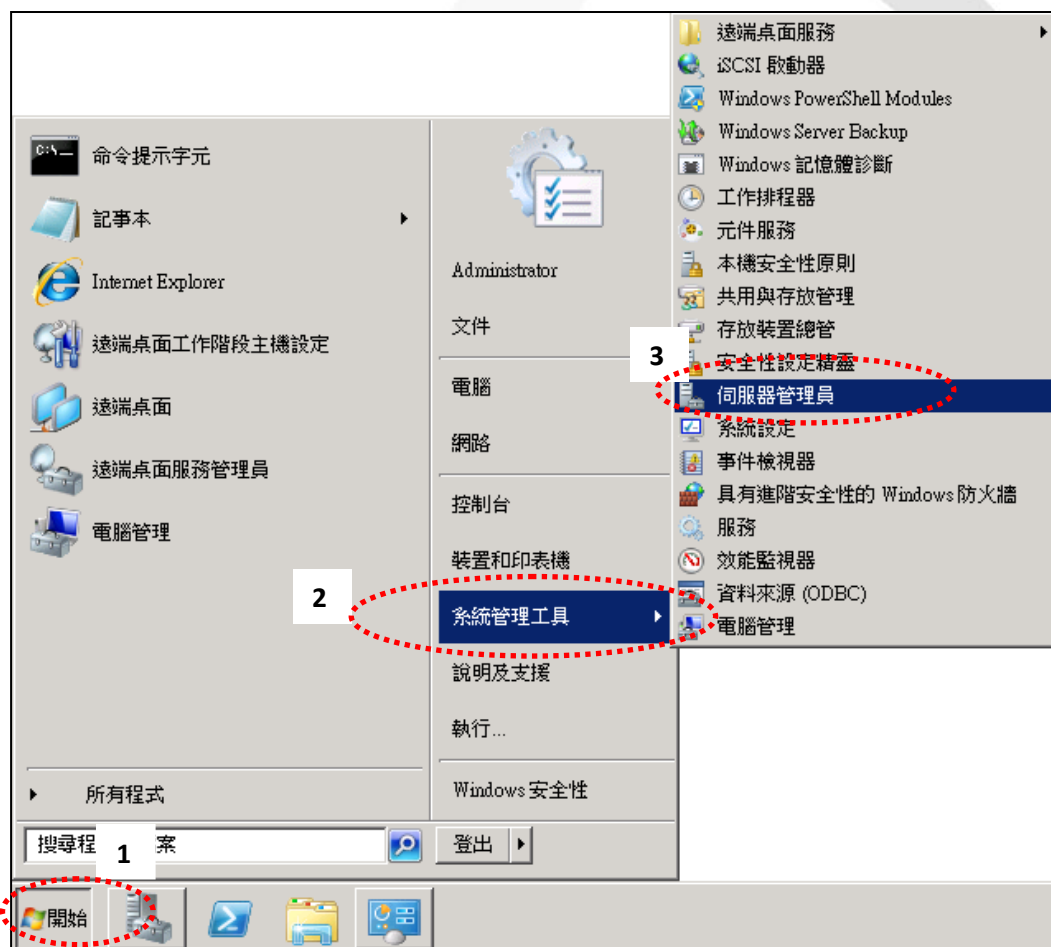 遠端桌面服務
iSCSI 啟動器
Windows PowerShell Modules
Windows Server Backup
Windows 記憶體診斷
工作排程器
元件服務
本機安全性原則
共用與存放管理
存放裝置總管
3
安全性設定精靈
伺服器管理員
系統設定
事件檢視器
具有進階安全性的 Windows 防火牆
服務
效能監視器
資料來源 (ODBC)
電腦管理
C:\
命令提示字元
記事本
Internet Explorer
遠端桌面工作階段主機設定
遠端桌面
遠端桌面服務管理員
電腦管理
所有程式
搜尋程 案
1
Administrator
文件
電腦
網路
控制台
裝置和印表機
2
系統管理工具
說明及支援
執行...
Windows 安全性
登出
開始